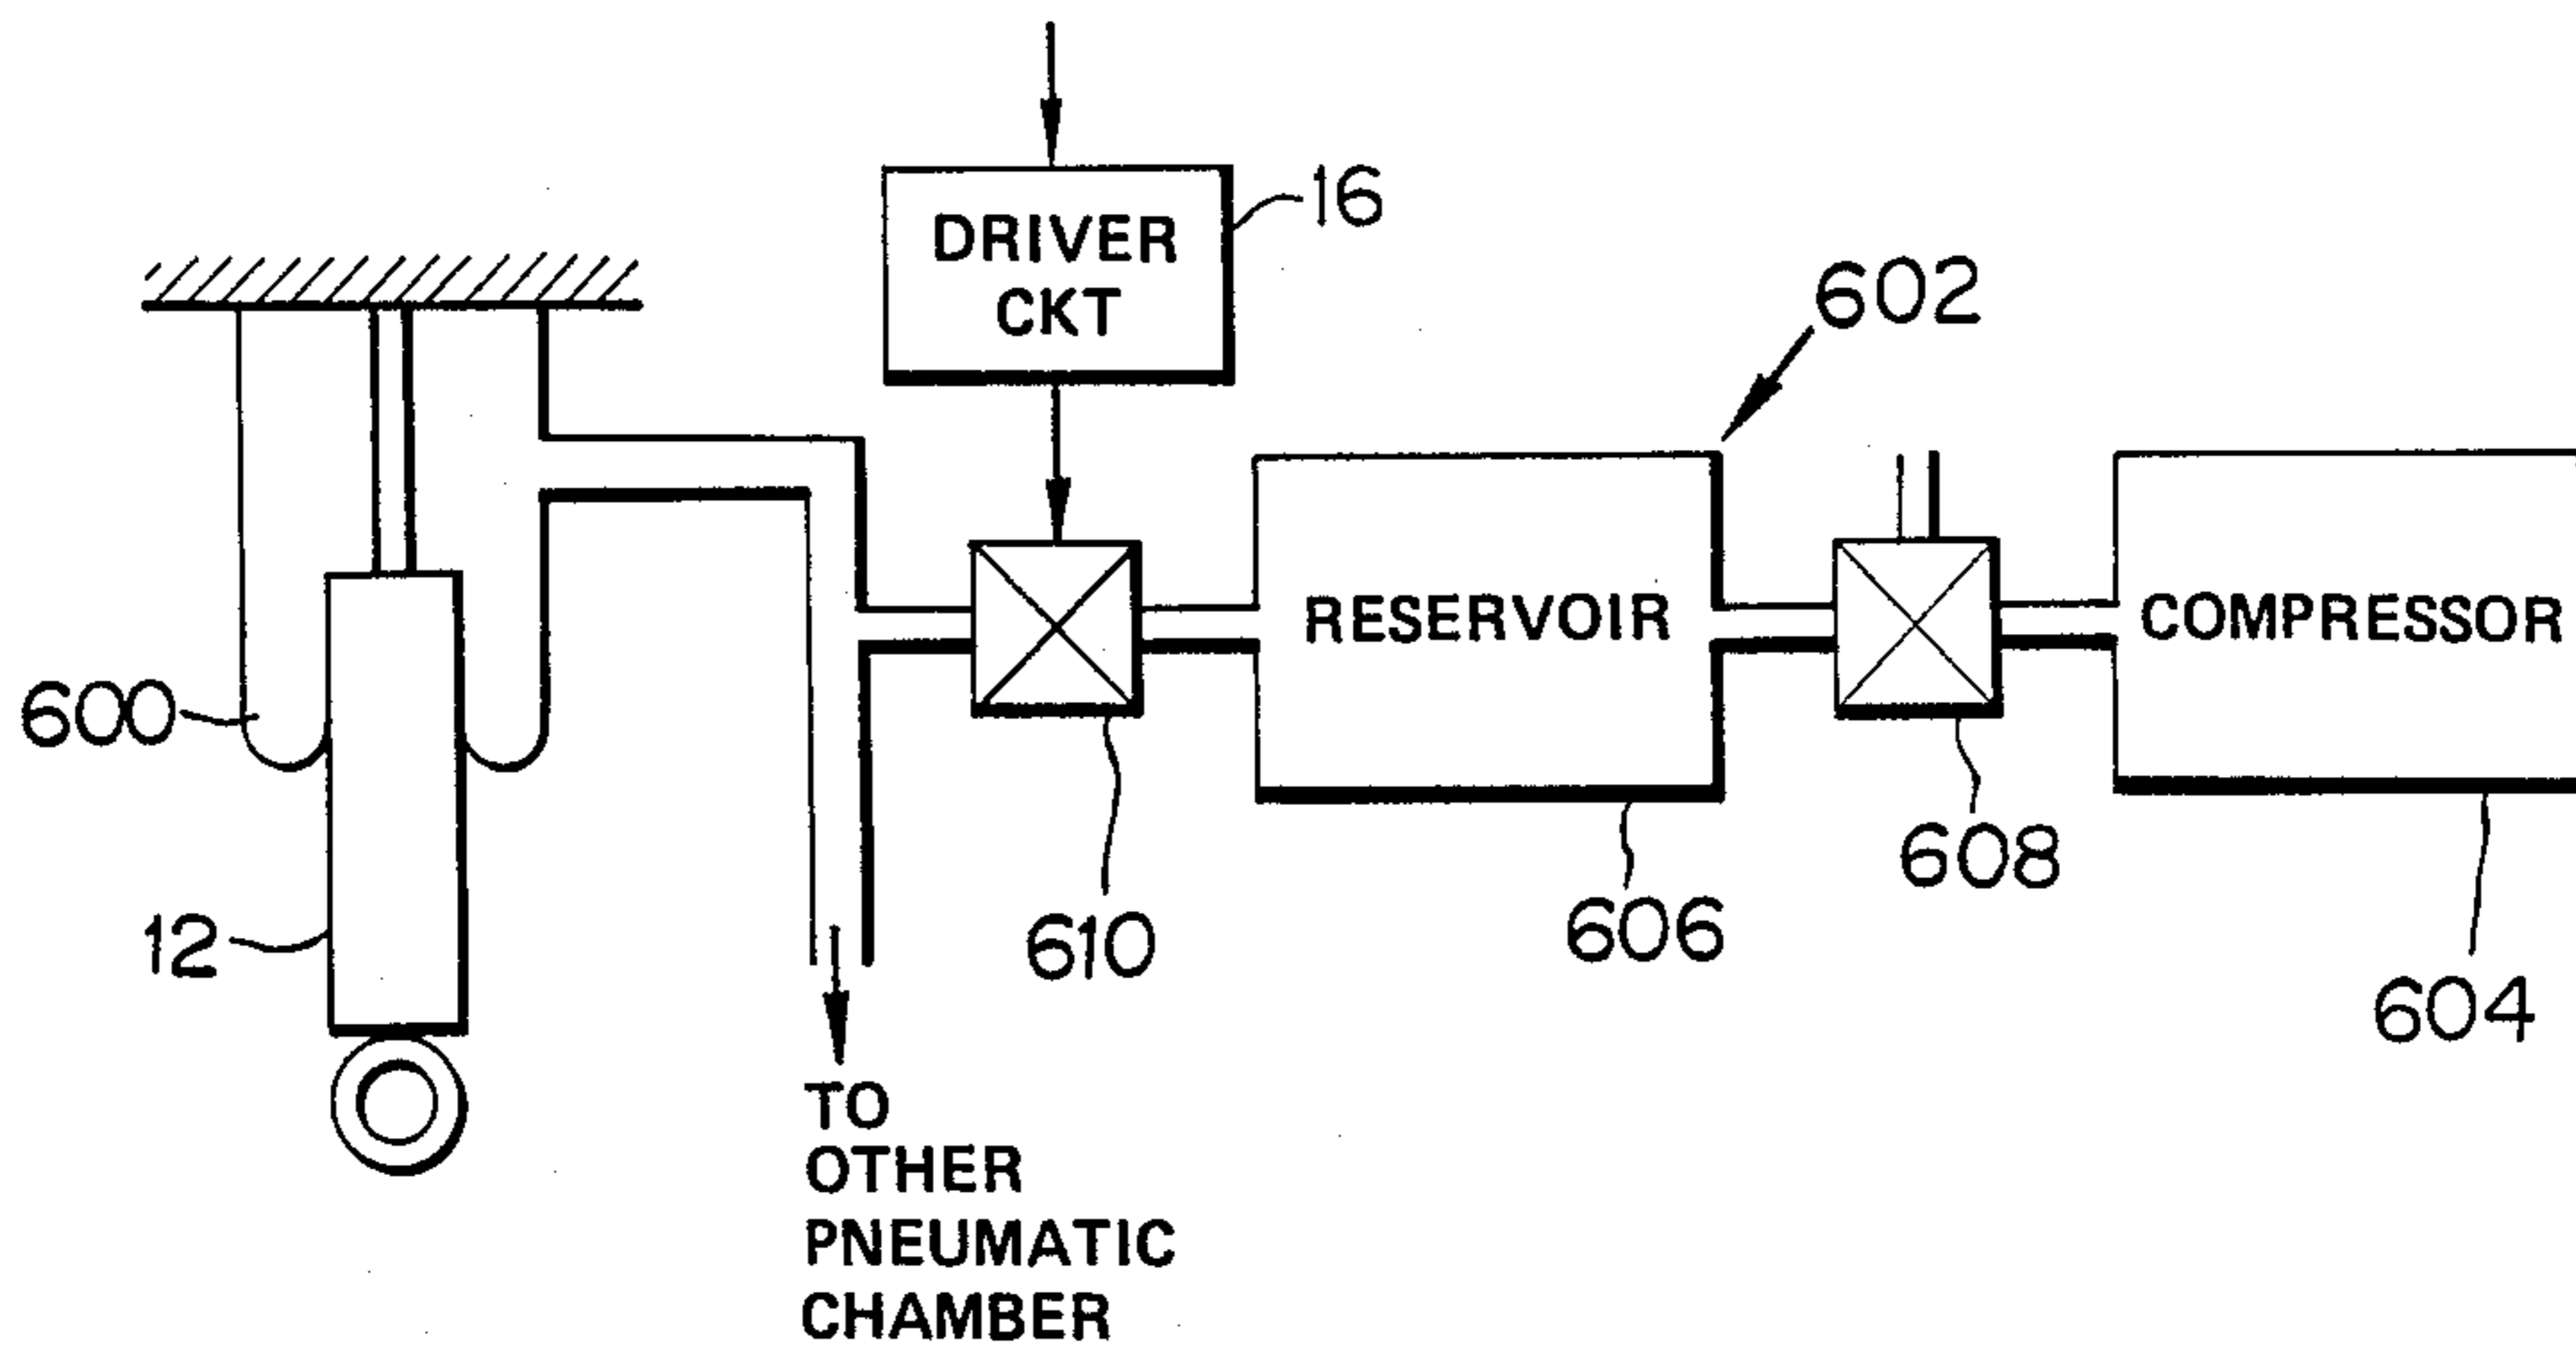 DRIVER
CKT
16
602
RESERVOIR
COMPRESSOR
600
12
610
606
608
604
TO
OTHER
PNEUMATIC
CHAMBER